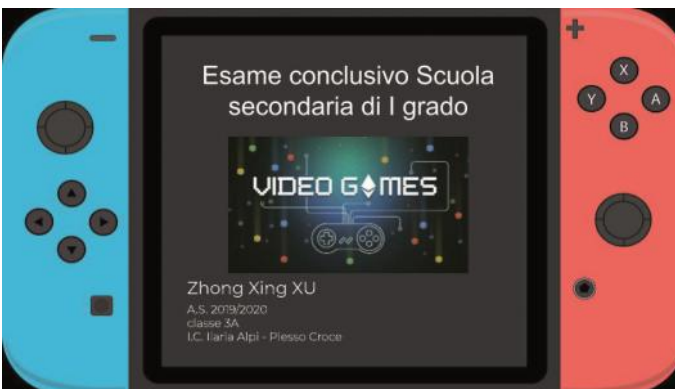 Esame conclusivo Scuola
secondaria di I grado
VIDEO GAMES
Zhong Xing XU
A.S. 2019/2020
classe 3A
I.C. Ilaria Alpi - Plesso Croce
X
Y
A
B